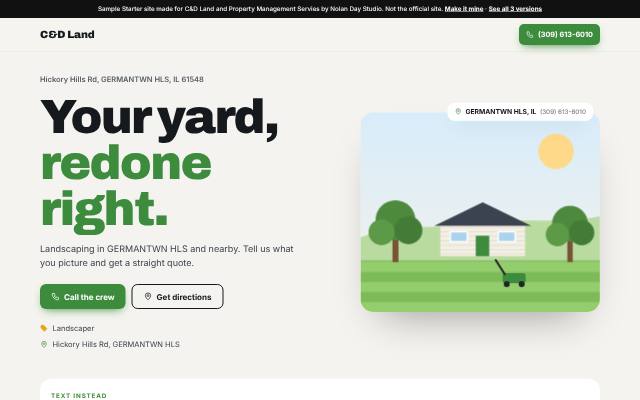 Sample Starter site made for C&D Land and Property Management Servies by Nolan Day Studio. Not the official site. Make it mine · See all 3 versions
C&D Land
(309) 613-6010
Hickory Hills Rd, GERMANTWN HLS, IL 61548
Your yard,
redone
right.
GERMANTWN HLS, IL (309) 613-6010
Landscaping in GERMANTWN HLS and nearby. Tell us what
you picture and get a straight quote.
Call the crew
Get directions
Landscaper
Hickory Hills Rd, GERMANTWN HLS
TEXT INSTEAD